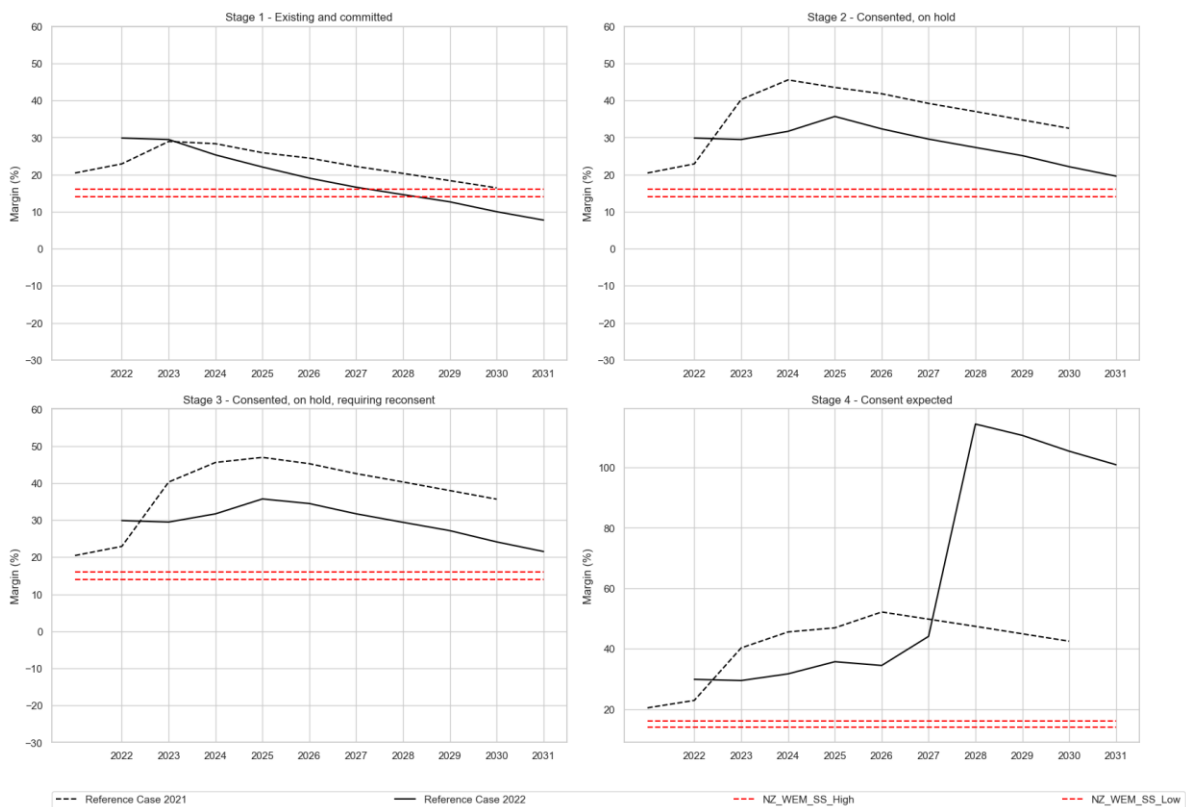 Stage 1 - Existing and committed
60
50
40
30
20
10
0
−10
−20
−30
Margin (%)
2022 2023 2024 2025 2026 2027 2028 2029 2030 2031
Stage 2 - Consented, on hold
60
50
40
30
20
10
0
−10
−20
−30
Margin (%)
2022 2023 2024 2025 2026 2027 2028 2029 2030 2031
Stage 3 - Consented, on hold, requiring reconsent
60
50
40
30
20
10
0
−10
−20
−30
Margin (%)
2022 2023 2024 2025 2026 2027 2028 2029 2030 2031
Stage 4 - Consent expected
100
80
60
40
20
Margin (%)
2022 2023 2024 2025 2026 2027 2028 2029 2030 2031
Reference Case 2021 Reference Case 2022 NZ_WEM_SS_High NZ_WEM_SS_Low